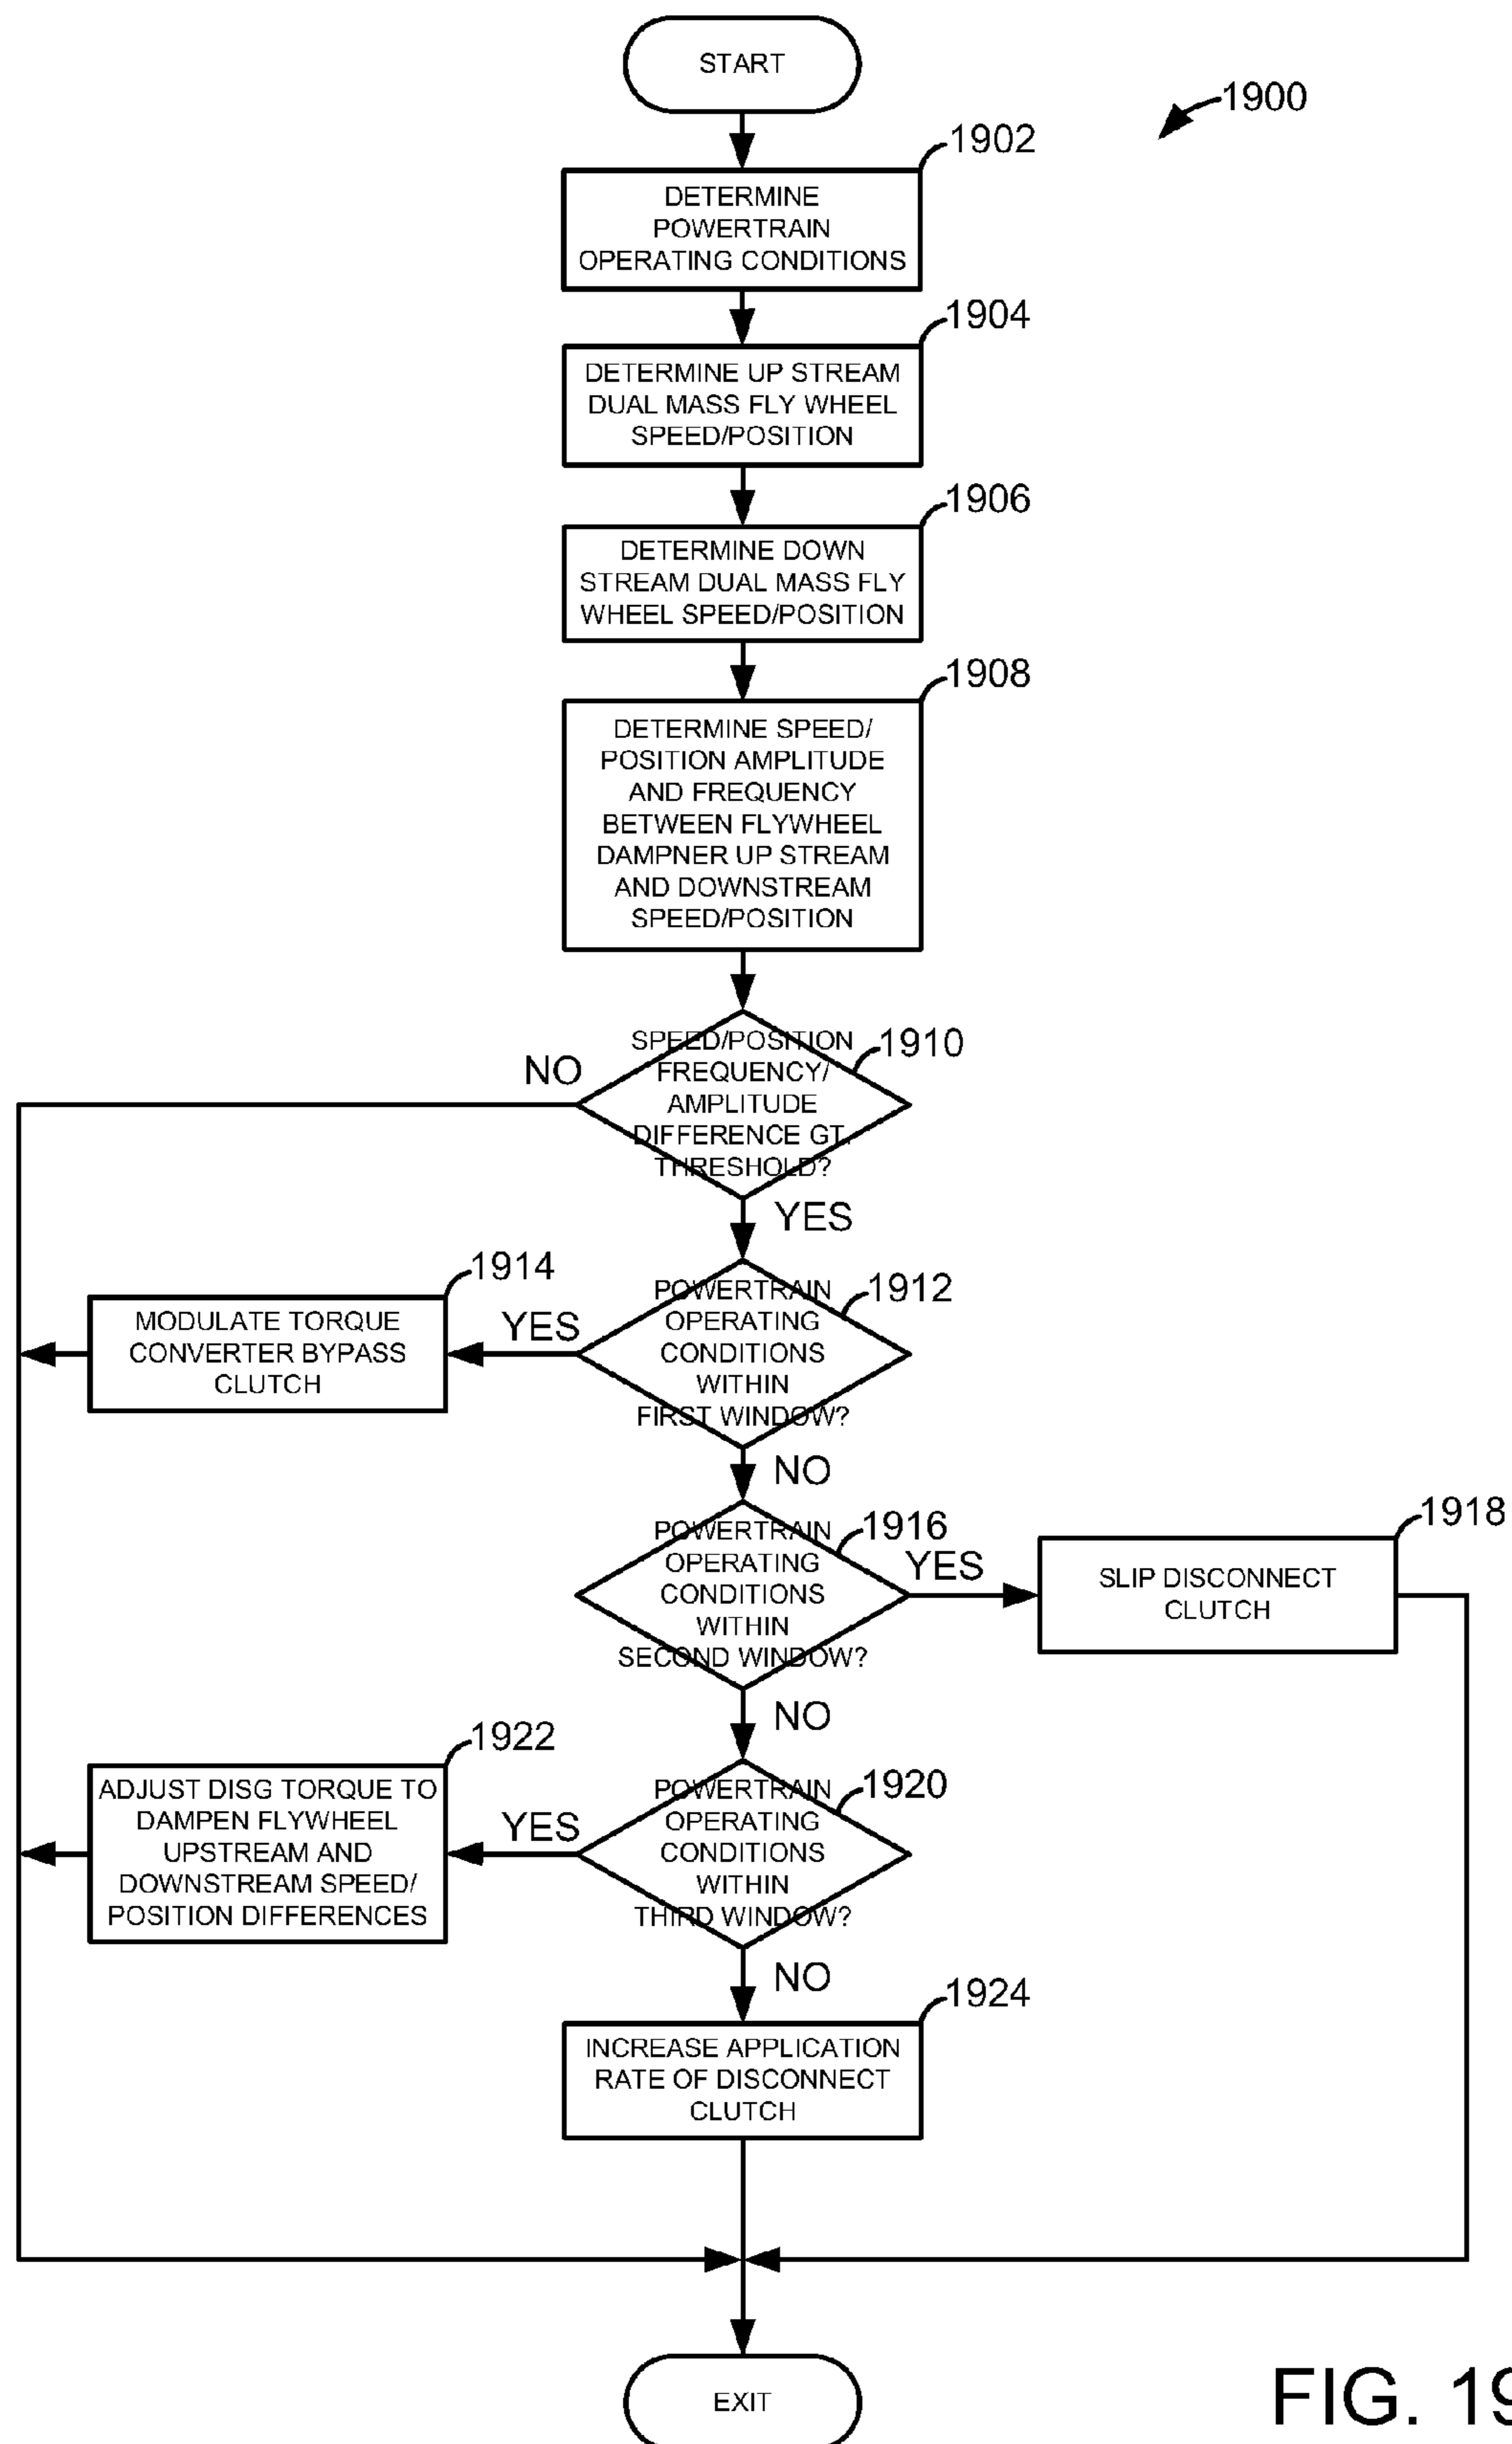 START
1900
1902
DETERMINE
POWERTRAIN
OPERATING CONDITIONS
1904
DETERMINE UP STREAM
DUAL MASS FLY WHEEL
SPEED/POSITION
1906
DETERMINE DOWN
STREAM DUAL MASS FLY
WHEEL SPEED/POSITION
1908
DETERMINE SPEED/
POSITION AMPLITUDE
AND FREQUENCY
BETWEEN FLYWHEEL
DAMPNER UP STREAM
AND DOWNSTREAM
SPEED/POSITION
1910
SPEED/POSITION
FREQUENCY/
AMPLITUDE
DIFFERENCE GT.
THRESHOLD?
NO
YES
1912
POWERTRAIN
OPERATING
CONDITIONS
WITHIN
FIRST WINDOW?
YES
1914
MODULATE TORQUE
CONVERTER BYPASS
CLUTCH
NO
1916
POWERTRAIN
OPERATING
CONDITIONS
WITHIN
SECOND WINDOW?
YES
1918
SLIP DISCONNECT
CLUTCH
NO
1920
POWERTRAIN
OPERATING
CONDITIONS
WITHIN
THIRD WINDOW?
YES
1922
ADJUST DISG TORQUE TO
DAMPEN FLYWHEEL
UPSTREAM AND
DOWNSTREAM SPEED/
POSITION DIFFERENCES
NO
1924
INCREASE APPLICATION
RATE OF DISCONNECT
CLUTCH
EXIT
FIG. 19